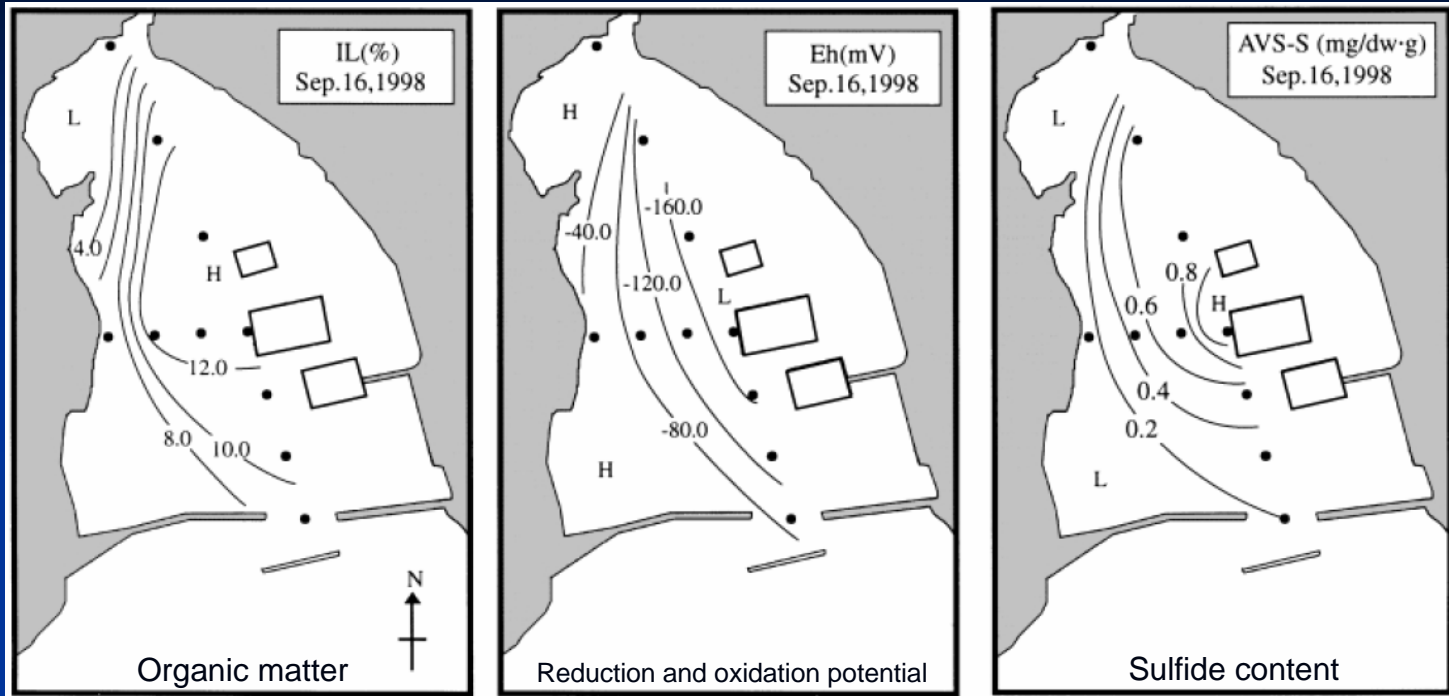 IL(%)
Sep.16,1998
L
4.0
H
12.0
8.0
10.0
N
Organic matter
Eh(mV)
Sep.16,1998
H
-160.0
-40.0
-120.0
L
-80.0
H
Reduction and oxidation potential
AVS-S (mg/dw·g)
Sep.16,1998
L
0.8
0.6
H
0.4
0.2
L
Sulfide content